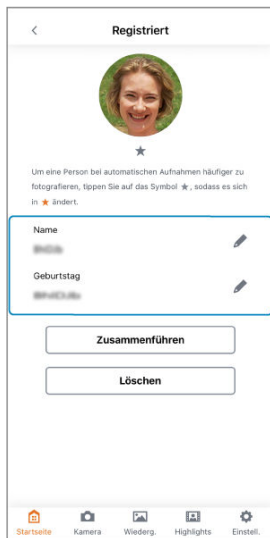 Registriert
Um eine Person bei automatischen Aufnahmen häufiger zu
fotografieren, tippen Sie auf das Symbol ★, sodass es sich
in ★ ändert.
Name
Geburtstag
Zusammenführen
Löschen
Startseite Kamera Wiederg. Highlights Einstell.